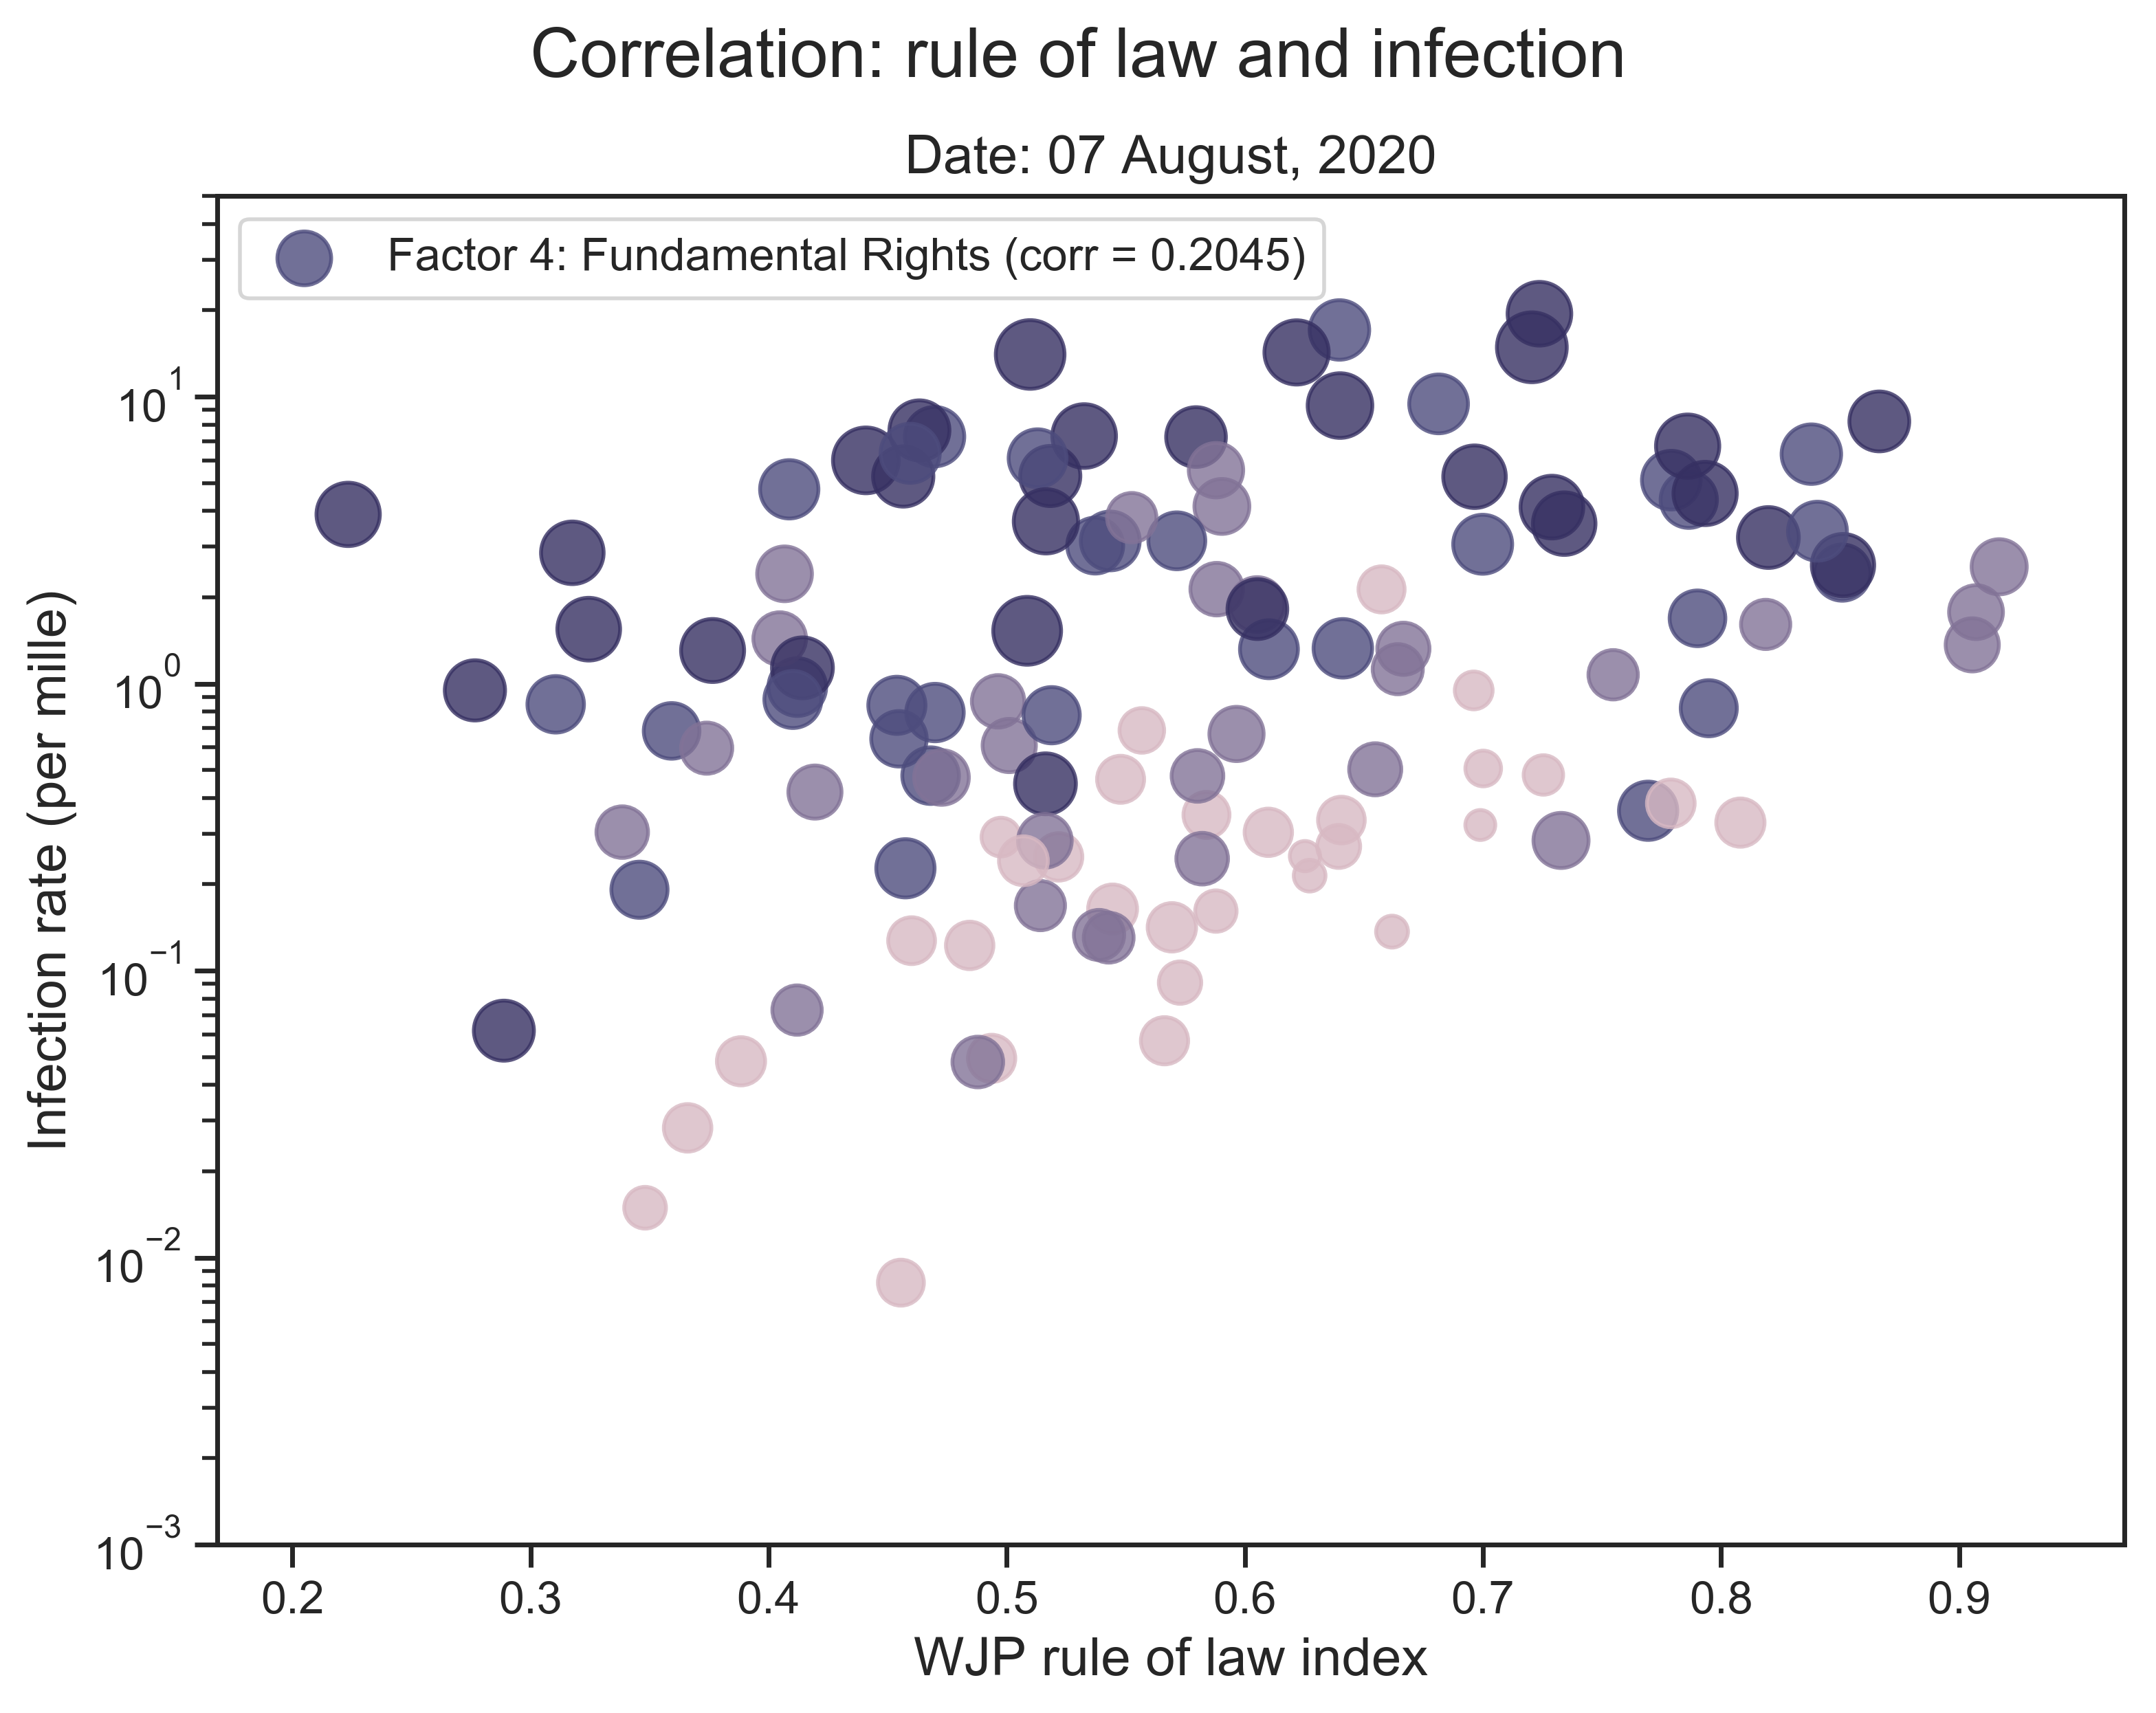 Correlation: rule of law and infection
Date: 07 August, 2020
Factor 4: Fundamental Rights (corr = 0.2045)
Infection rate (per mille)
10^1
10^0
10^−1
10^−2
10^−3
0.2 0.3 0.4 0.5 0.6 0.7 0.8 0.9
WJP rule of law index